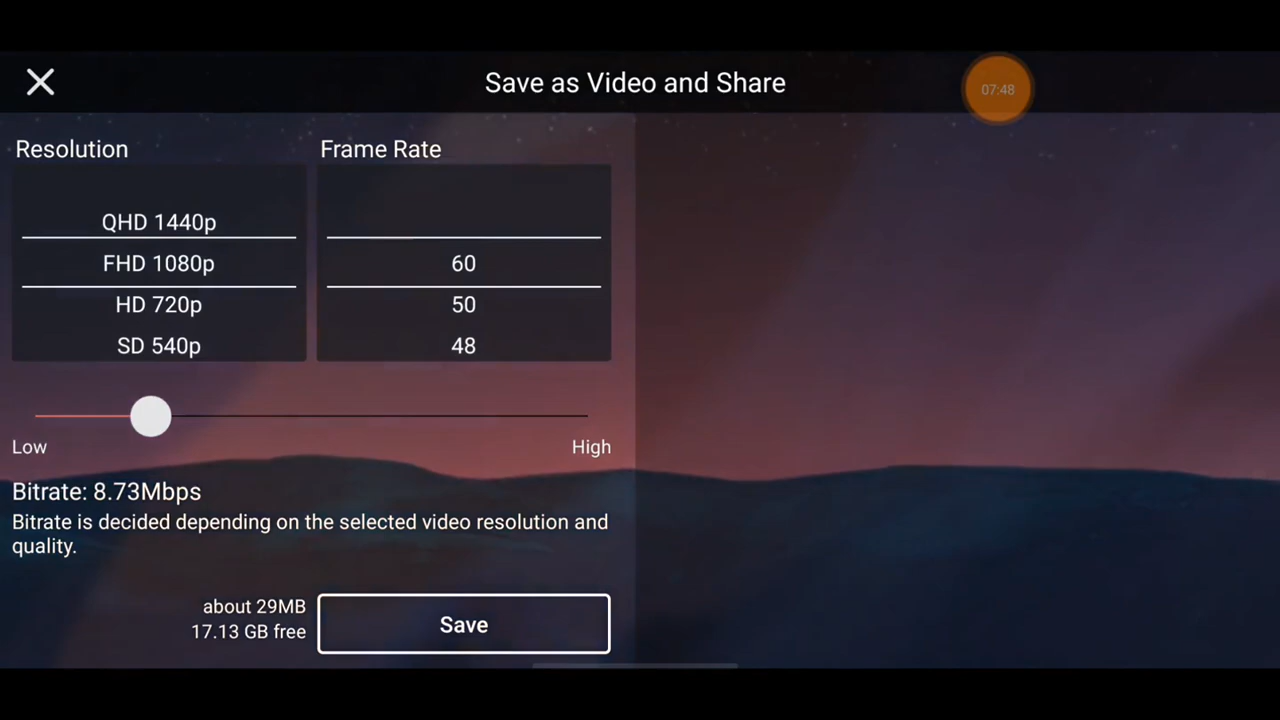 Save as Video and Share
07:48
Resolution
Frame Rate
QHD 1440p
FHD 1080p
HD 720p
SD 540p
60
50
48
Low
High
Bitrate: 8.73Mbps
Bitrate is decided depending on the selected video resolution and
quality.
about 29MB
17.13 GB free
Save